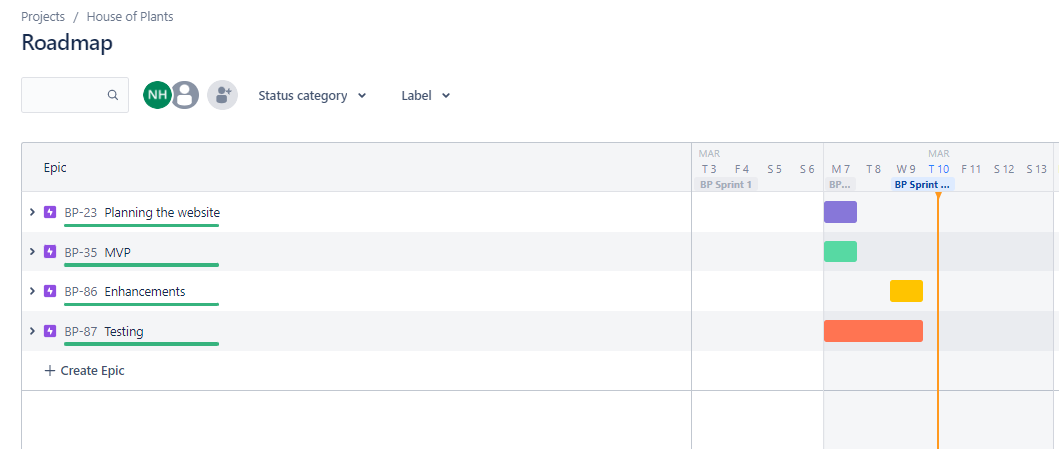 Projects / House of Plants
Roadmap
NH
Status category
Label
Epic
MAR MAR
T 3 F 4 S 5 S 6 M 7 T 8 W 9 T 10 F 11 S 12 S 13
BP Sprint 1 BP... BP Sprint ...
BP-23 Planning the website
BP-35 MVP
BP-86 Enhancements
BP-87 Testing
+ Create Epic